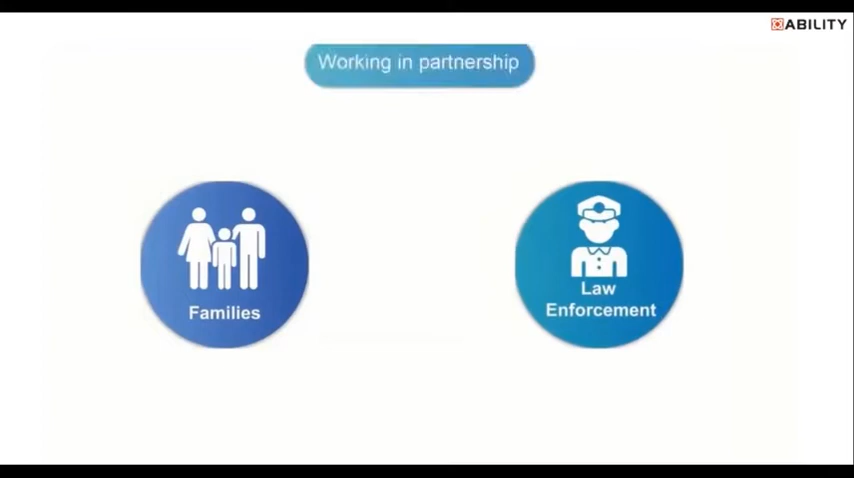 ABILITY
Working in partnership
Families
Law
Enforcement